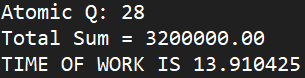 Atomic Q: 28
Total Sum = 3200000.00
TIME OF WORK IS 13.910425